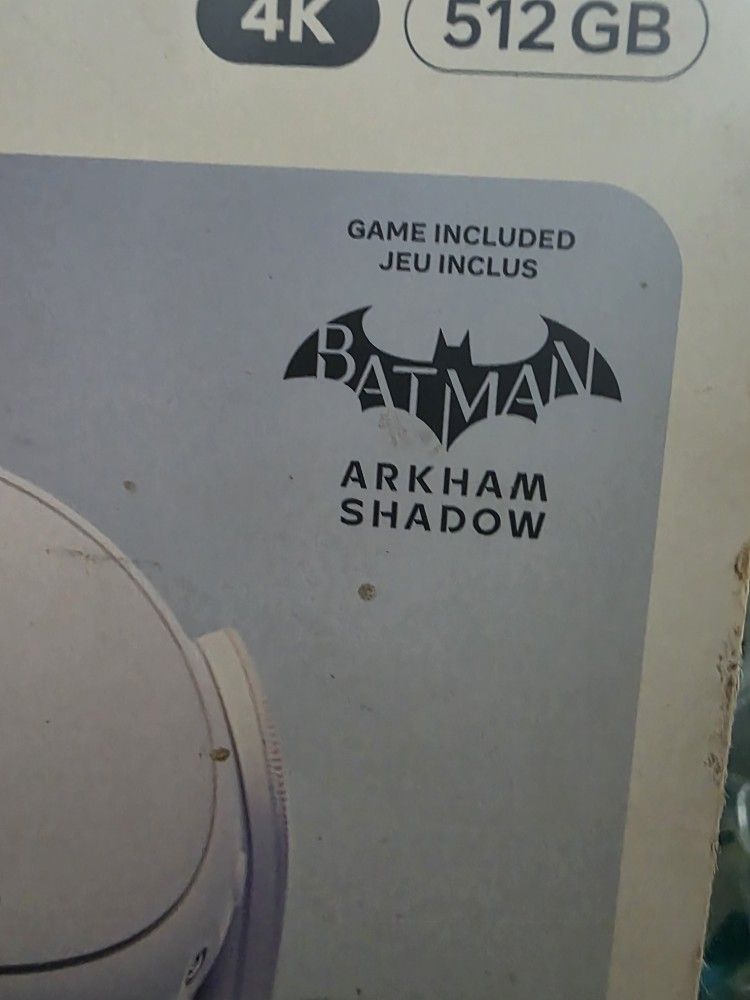 4K 512 GB
GAME INCLUDED
JEU INCLUS
BATMAN
ARKHAM
SHADOW